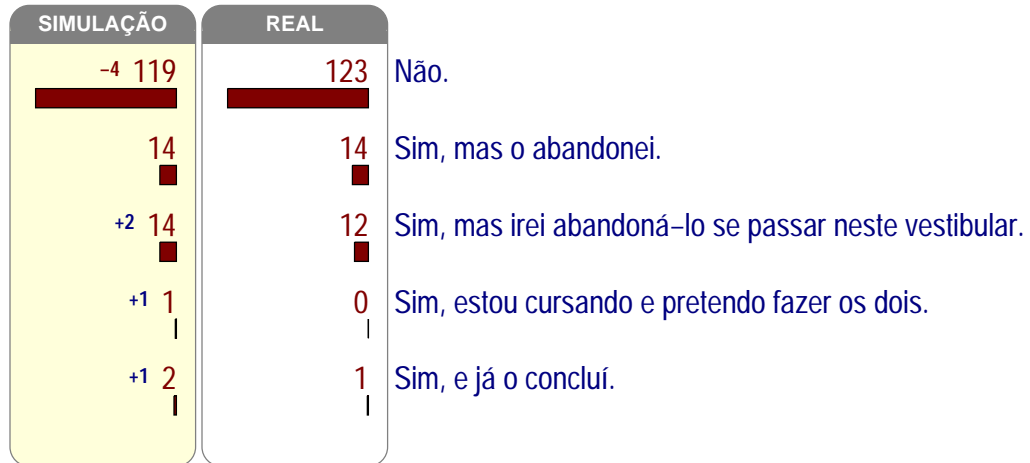 SIMULAÇÃO REAL
−4 119 123 Não.
14 14 Sim, mas o abandonei.
+2 14 12 Sim, mas irei abandoná−lo se passar neste vestibular.
+1 1 0 Sim, estou cursando e pretendo fazer os dois.
+1 2 1 Sim, e já o concluí.